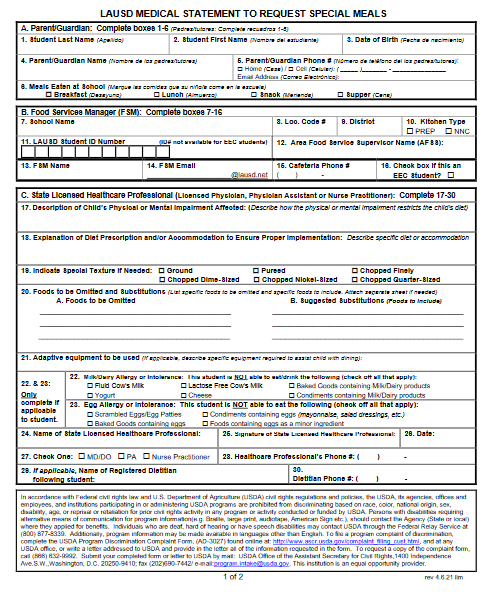 LAUSD MEDICAL STATEMENT TO REQUEST SPECIAL MEALS
A. Parent/Guardian: Complete boxes 1-6 (Padres/tutores: Complete recuadros 1-6)
1. Student Last Name (Apellido) 2. Student First Name (Nombre del estudiante) 3. Date of Birth (Fecha de nacimiento)
4. Parent/Guardian Name (Nombre de los padres/tutores) 5. Parent/Guardian Phone # (Número de teléfono de los padres/tutores):
☐ Home (Casa) / ☐ Cell (Celular): ( ) -
Email Address (Correo Electrónico):
6. Meals Eaten at School (Marque las comidas que su niño/a come en la escuela)
☐ Breakfast (Desayuno) ☐ Lunch (Almuerzo) ☐ Snack (Merienda) ☐ Supper (Cena)
B. Food Services Manager (FSM): Complete boxes 7-16
7. School Name 8. Loc. Code # 9. District 10. Kitchen Type
☐ PREP ☐ NNC
11. LAUSD Student ID Number (ID# not available for EEC students) 12. Area Food Service Supervisor Name (AFSS):
13. FSM Name 14. FSM Email 15. Cafeteria Phone # 16. Check box if this an
@lausd.net ( ) - EEC Student? ☐
C. State Licensed Healthcare Professional (Licensed Physician, Physician Assistant or Nurse Practitioner): Complete 17-30
17. Description of Child's Physical or Mental Impairment Affected: (Describe how the physical or mental impairment restricts the child's diet)
18. Explanation of Diet Prescription and/or Accommodation to Ensure Proper Implementation: Describe specific diet or accommodation
19. Indicate Special Texture if Needed: ☐ Ground ☐ Pureed ☐ Chopped Finely
☐ Chopped Dime-Sized ☐ Chopped Nickel-Sized ☐ Chopped Quarter-Sized
20. Foods to be Omitted and Substitutions (List specific foods to be omitted and specific foods to include. Attach separate sheet if needed)
A. Foods to be Omitted B. Suggested Substitutions (Foods to Include)
21. Adaptive equipment to be used (if applicable, describe specific equipment required to assist child with dining):
22. & 23: Only complete if applicable to student.
22. Milk/Dairy Allergy or Intolerance: This student is NOT able to eat/drink the following (check off all that apply):
☐ Fluid Cow's Milk ☐ Lactose Free Cow's Milk ☐ Baked Goods containing Milk/Dairy products
☐ Yogurt ☐ Cheese ☐ Condiments containing Milk/Dairy products
23. Egg Allergy or Intolerance: This student is NOT able to eat the following (check off all that apply):
☐ Scrambled Eggs/Egg Patties ☐ Condiments containing eggs (mayonnaise, salad dressings, etc.)
☐ Baked Goods containing eggs ☐ Foods containing eggs as a minor ingredient
24. Name of State Licensed Healthcare Professional: 25. Signature of State Licensed Healthcare Professional: 26. Date:
27. Check One: ☐ MD/DO ☐ PA ☐ Nurse Practitioner 28. Healthcare Professional's Phone #: ( ) -
29. If applicable, Name of Registered Dietitian 30.
following student: Dietitian Phone #: ( ) -
In accordance with Federal civil rights law and U.S. Department of Agriculture (USDA) civil rights regulations and policies, the USDA, its agencies, offices and
employees, and institutions participating in or administering USDA programs are prohibited from discriminating based on race, color, national origin, sex,
disability, age, or reprisal or retaliation for prior civil rights activity in any program or activity conducted or funded by USDA. Persons with disabilities requiring
alternative means of communication for program information(e.g. Braille, large print, audiotape, American Sign etc.), should contact the Agency (State or local)
where they applied for benefits. Individuals who are deaf, hard of hearing or have speech disabilities may contact USDA through the Federal Relay Service at
(800) 877-8339. Additionally, program information may be made available in languages other than English. To file a program complaint of discrimination,
complete the USDA Program Discrimination Complaint Form, (AD-3027) found online at: http://www.ascr.usda.gov/complaint_filing_cust.html, and at any
USDA office, or write a letter addressed to USDA and provide in the letter all of the information requested in the form. To request a copy of the complaint form,
call (866) 632-9992. Submit your completed form or letter to USDA by mail: USDA Office of the Assistant Secretary for Civil Rights,1400 Independence
Ave.S.W.,Washington, D.C. 20250-9410; fax (202)690-7442/ e-mail:program.intake@usda.gov. This institution is an equal opportunity provider.
1 of 2
rev 4.6.21 llm